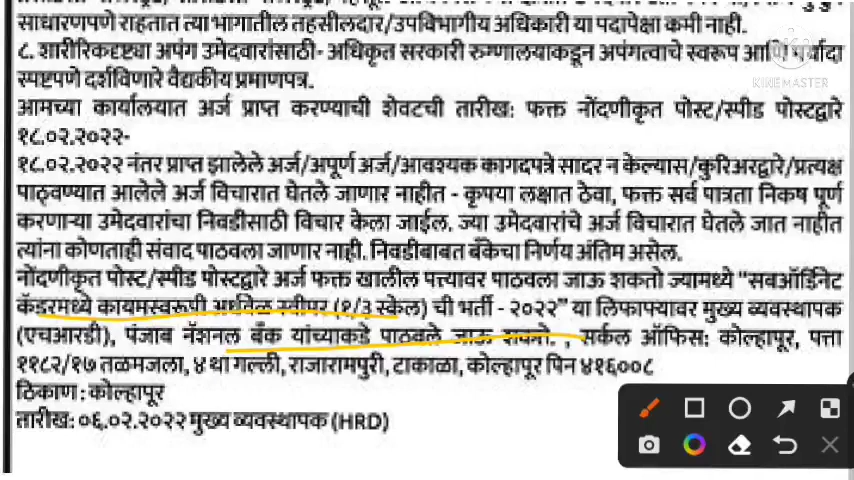 साधारणपणे राहतात त्या भागातील तहसीलदार/उपविभागीय अधिकारी या पदापेक्षा कमी नाही.
८. शारीरिकदृष्ट्या अपंग उमेदवारांसाठी- अधिकृत सरकारी रुग्णालयाकडून अपंगत्वाचे स्वरूप आणि मर्यादा
स्पष्टपणे दर्शविणारे वैद्यकीय प्रमाणपत्र.
KINEMASTER
आमच्या कार्यालयात अर्ज प्राप्त करण्याची शेवटची तारीख: फक्त नोंदणीकृत पोस्ट/स्पीड पोस्टद्वारे
१८.०२.२०२२-
१८.०२.२०२२ नंतर प्राप्त झालेले अर्ज/अपूर्ण अर्ज/आवश्यक कागदपत्रे सादर न केल्यास/कुरिअरद्वारे/प्रत्यक्ष
पाठ्वण्यात आलेले अर्ज विचारात घेतले जाणार नाहीत - कृपया लक्षात ठेवा, फक्त सर्व पात्रता निकष पूर्ण
करणाऱ्या उमेदवारांचा निवडीसाठी विचार केला जाईल. ज्या उमेदवारांचे अर्ज विचारात घेतले जात नाहीत
त्यांना कोणताही संवाद पाठवला जाणार नाही. निवडीबाबत बँकेचा निर्णय अंतिम असेल.
नोंदणीकृत पोस्ट/स्पीड पोस्टद्वारे अर्ज फक्त खालील पत्त्यावर पाठवला जाऊ शकतो ज्यामध्ये "सबऑर्डिनेट
कॅडरमध्ये कायमस्वरूपी अर्धवेळ स्वीपर (१/३ स्केल) ची भर्ती - २०२२" या लिफाफ्यावर मुख्य व्यवस्थापक
(एचआरडी), पंजाब नॅशनल बँक यांच्याकडे पाठवले जाऊ शकते. , सर्कल ऑफिस: कोल्हापूर, पत्ता
११८२/१७ तळमजला, ४ था गल्ली, राजारामपुरी, टाकाळा, कोल्हापूर पिन ४१६००८
ठिकाण : कोल्हापूर
तारीख: ०६.०२.२०२२ मुख्य व्यवस्थापक (HRD)